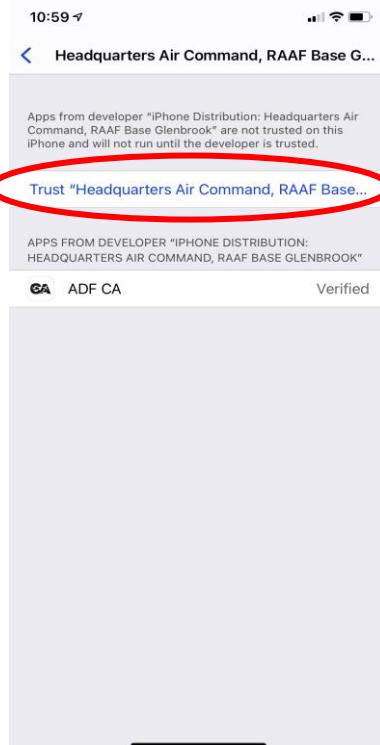 10:59
Headquarters Air Command, RAAF Base G...
Apps from developer "iPhone Distribution: Headquarters Air
Command, RAAF Base Glenbrook" are not trusted on this
iPhone and will not run until the developer is trusted.
Trust "Headquarters Air Command, RAAF Base...
APPS FROM DEVELOPER "IPHONE DISTRIBUTION:
HEADQUARTERS AIR COMMAND, RAAF BASE GLENBROOK"
CA ADF CA Verified